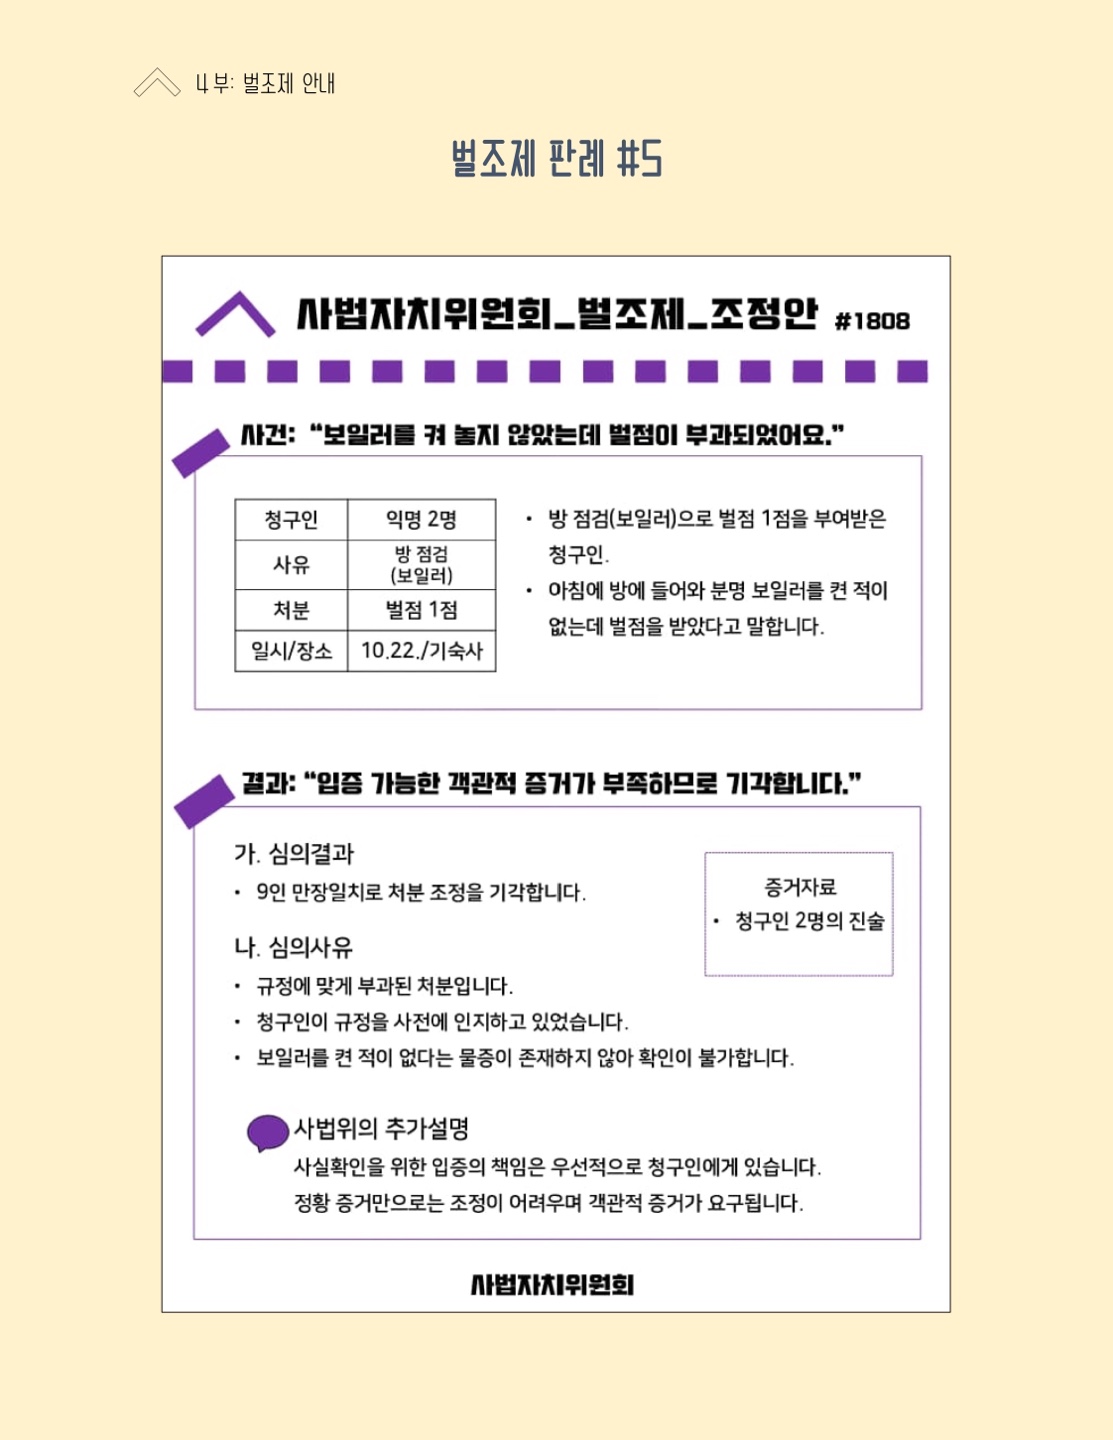 4부: 벌조제 안내
벌조제 판례 #5
사법자치위원회_벌조제_조정안 #1808
사건: “보일러를 켜 놓지 않았는데 벌점이 부과되었어요.”
청구인 익명 2명
사유 방 점검
(보일러)
처분 벌점 1점
일시/장소 10.22./기숙사
• 방 점검(보일러)으로 벌점 1점을 부여받은
청구인.
• 아침에 방에 들어와 분명 보일러를 켠 적이
없는데 벌점을 받았다고 말합니다.
결과: “입증 가능한 객관적 증거가 부족하므로 기각합니다.”
가. 심의결과
• 9인 만장일치로 처분 조정을 기각합니다.
증거자료
• 청구인 2명의 진술
나. 심의사유
• 규정에 맞게 부과된 처분입니다.
• 청구인이 규정을 사전에 인지하고 있었습니다.
• 보일러를 켠 적이 없다는 물증이 존재하지 않아 확인이 불가합니다.
사법위의 추가설명
사실확인을 위한 입증의 책임은 우선적으로 청구인에게 있습니다.
정황 증거만으로는 조정이 어려우며 객관적 증거가 요구됩니다.
사법자치위원회